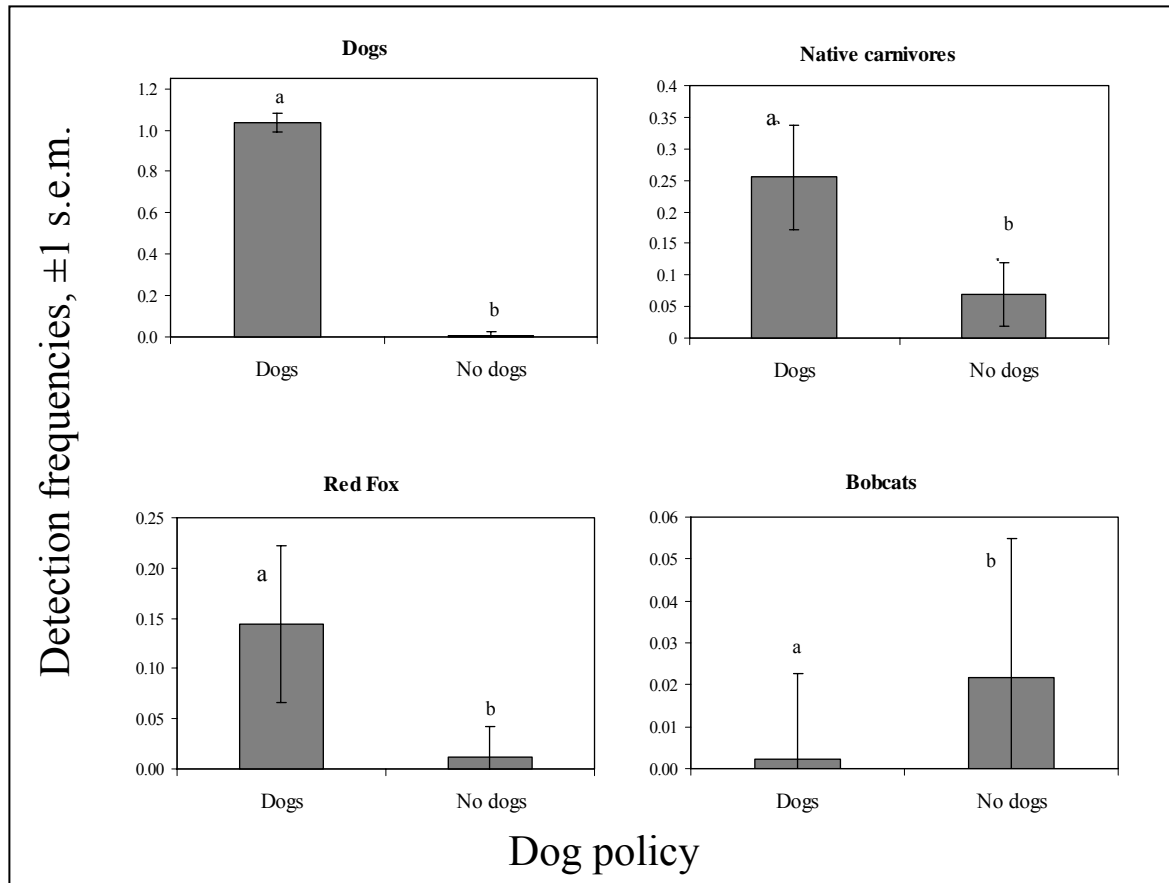 Detection frequencies, ±1 s.e.m.
Dogs
1.2
1.0
0.8
0.6
0.4
0.2
0.0
a
b
Dogs No dogs
Native carnivores
0.4
0.35
0.3
0.25
0.2
0.15
0.1
0.05
0
a
b
Dogs No dogs
Red Fox
0.25
0.20
0.15
0.10
0.05
0.00
a
b
Dogs No dogs
Bobcats
0.06
0.05
0.04
0.03
0.02
0.01
0.00
a
b
Dogs No dogs
Dog policy